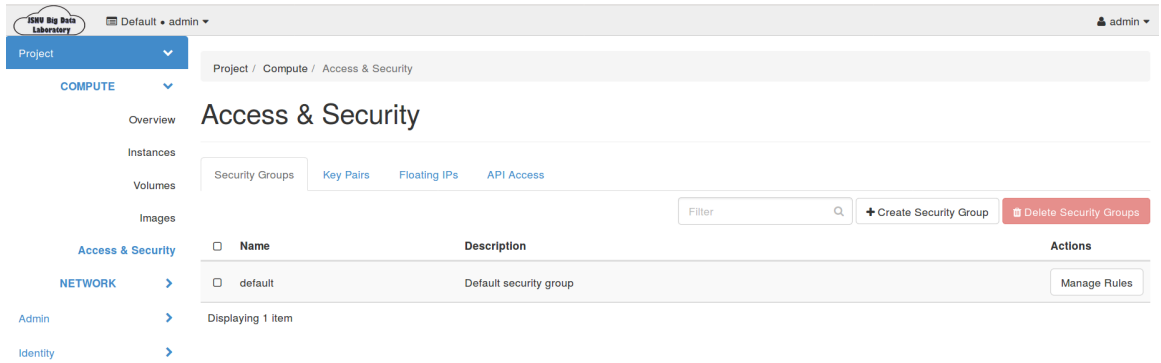 JSNU Big Data
Laboratory
Default • admin
admin
Project
COMPUTE
Overview
Instances
Volumes
Images
Access & Security
NETWORK
Admin
Identity
Project / Compute / Access & Security
Access & Security
Security Groups Key Pairs Floating IPs API Access
Filter + Create Security Group Delete Security Groups
Name Description Actions
default Default security group Manage Rules
Displaying 1 item